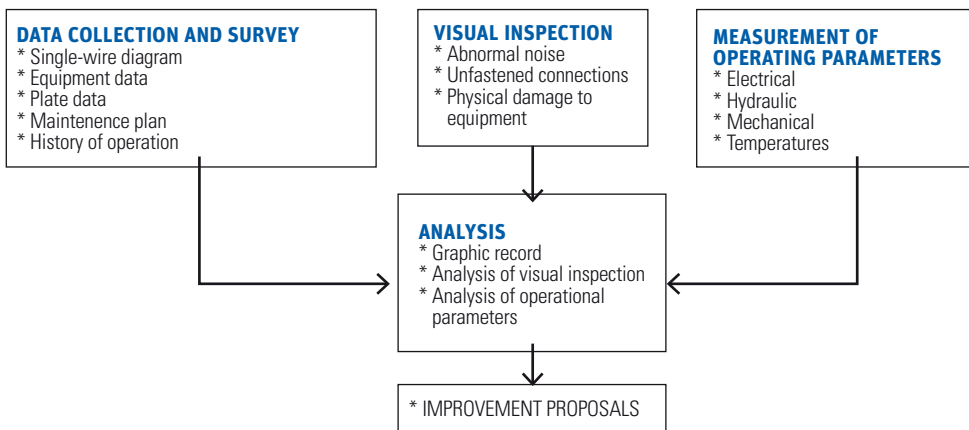 DATA COLLECTION AND SURVEY
* Single-wire diagram
* Equipment data
* Plate data
* Maintenence plan
* History of operation
VISUAL INSPECTION
* Abnormal noise
* Unfastened connections
* Physical damage to
equipment
MEASUREMENT OF
OPERATING PARAMETERS
* Electrical
* Hydraulic
* Mechanical
* Temperatures
ANALYSIS
* Graphic record
* Analysis of visual inspection
* Analysis of operational
parameters
* IMPROVEMENT PROPOSALS